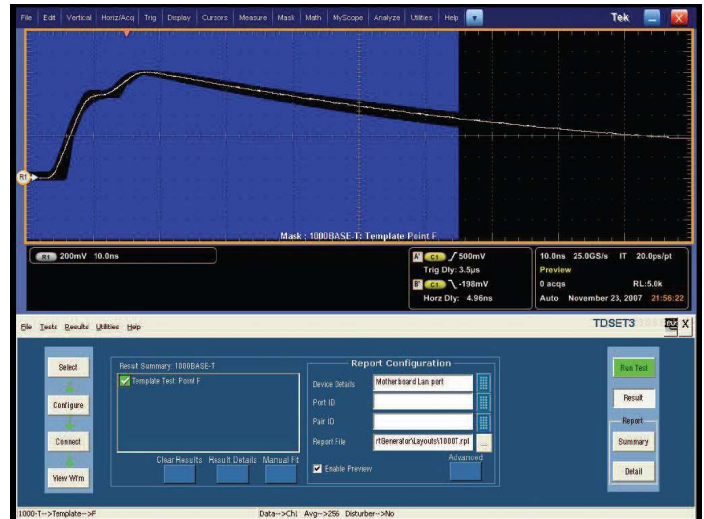 File Edit Vertical Horiz/Acq Trig Display Cursors Measure Mask Math MyScope Analyze Utilities Help Tek X
R1
Mask : 1000BASE-T: Template Point F
R1 200mV 10.0ns
A' C1 500mV
Trig Dly: 3.5µs
B' C1 -198mV
Horz Dly: 4.96ns
10.0ns 25.0GS/s IT 20.0ps/pt
Preview
0 acqs RL:5.0k
Auto November 23, 2007 21:56:22
File Tests Results Utilities Help TDSET3 X
Select
Configure
Connect
View Wfm
Result Summary: 1000BASE-T
Template Test: Point F
Clear Results Result Details Manual Fit
Report Configuration
Device Details Motherboard Lan port
Port ID
Pair ID
Report File rtGenerator\Layouts\1000T.rpl ...
Enable Preview
Advanced
Run Test
Result
Report
Summary
Detail
1000-T-->Template-->F Data-->Ch1 Avg-->256 Disturber-->No